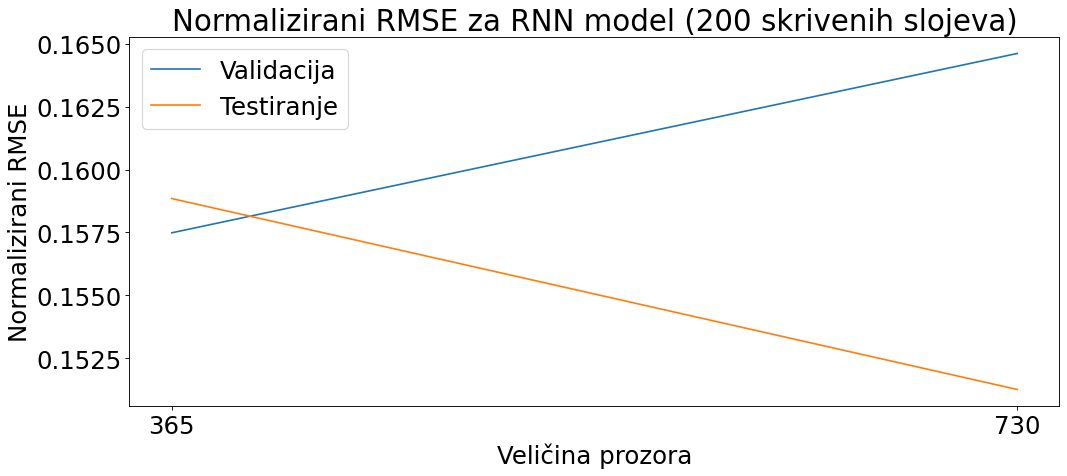 Normalizirani RMSE za RNN model (200 skrivenih slojeva)
0.1650
0.1625
0.1600
0.1575
0.1550
0.1525
Normalizirani RMSE
Validacija
Testiranje
365
730
Veličina prozora